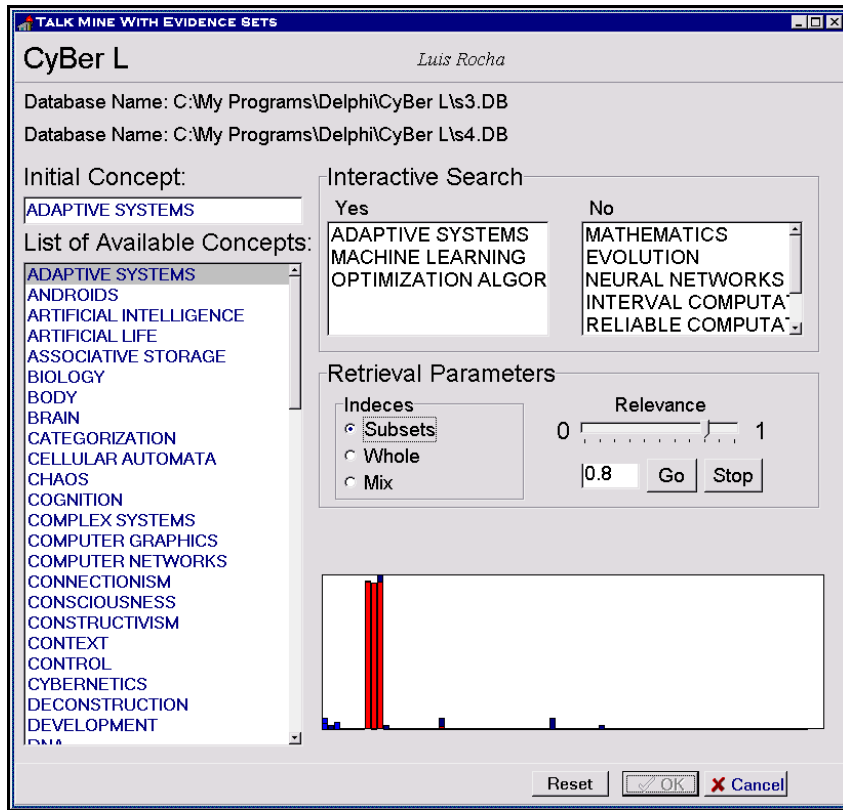 TALK MINE WITH EVIDENCE SETS
CyBer L
Luis Rocha
Database Name: C:\My Programs\Delphi\CyBer L\s3.DB
Database Name: C:\My Programs\Delphi\CyBer L\s4.DB
Initial Concept:
ADAPTIVE SYSTEMS
List of Available Concepts:
ADAPTIVE SYSTEMS
ANDROIDS
ARTIFICIAL INTELLIGENCE
ARTIFICIAL LIFE
ASSOCIATIVE STORAGE
BIOLOGY
BODY
BRAIN
CATEGORIZATION
CELLULAR AUTOMATA
CHAOS
COGNITION
COMPLEX SYSTEMS
COMPUTER GRAPHICS
COMPUTER NETWORKS
CONNECTIONISM
CONSCIOUSNESS
CONSTRUCTIVISM
CONTEXT
CONTROL
CYBERNETICS
DECONSTRUCTION
DEVELOPMENT
DNA
Interactive Search
Yes
ADAPTIVE SYSTEMS
MACHINE LEARNING
OPTIMIZATION ALGOR
No
MATHEMATICS
EVOLUTION
NEURAL NETWORKS
INTERVAL COMPUTAT
RELIABLE COMPUTAT
Retrieval Parameters
Indeces
Subsets
Whole
Mix
Relevance
0 1
0.8 Go Stop
Reset OK Cancel